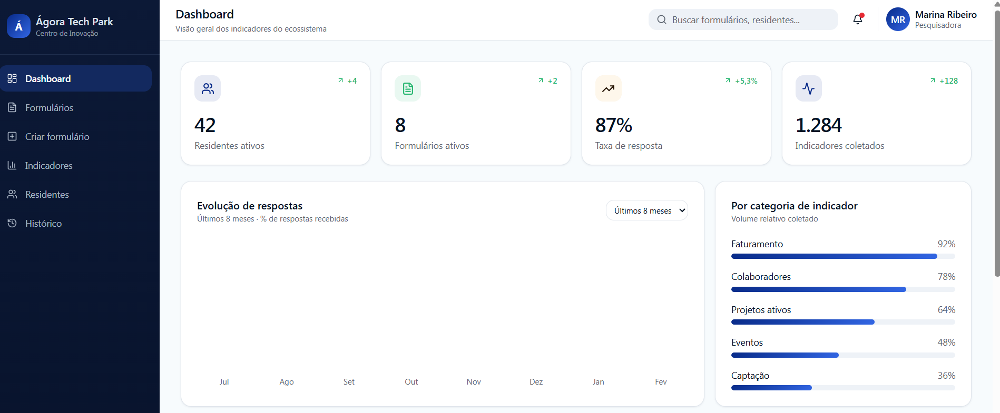 Á
Ágora Tech Park
Centro de Inovação
Dashboard
Formulários
Criar formulário
Indicadores
Residentes
Histórico
Dashboard
Visão geral dos indicadores do ecossistema
Buscar formulários, residentes...
MR
Marina Ribeiro
Pesquisadora
+4
42
Residentes ativos
+2
8
Formulários ativos
+5,3%
87%
Taxa de resposta
+128
1.284
Indicadores coletados
Evolução de respostas
Últimos 8 meses · % de respostas recebidas
Últimos 8 meses
Jul Ago Set Out Nov Dez Jan Fev
Por categoria de indicador
Volume relativo coletado
Faturamento 92%
Colaboradores 78%
Projetos ativos 64%
Eventos 48%
Captação 36%